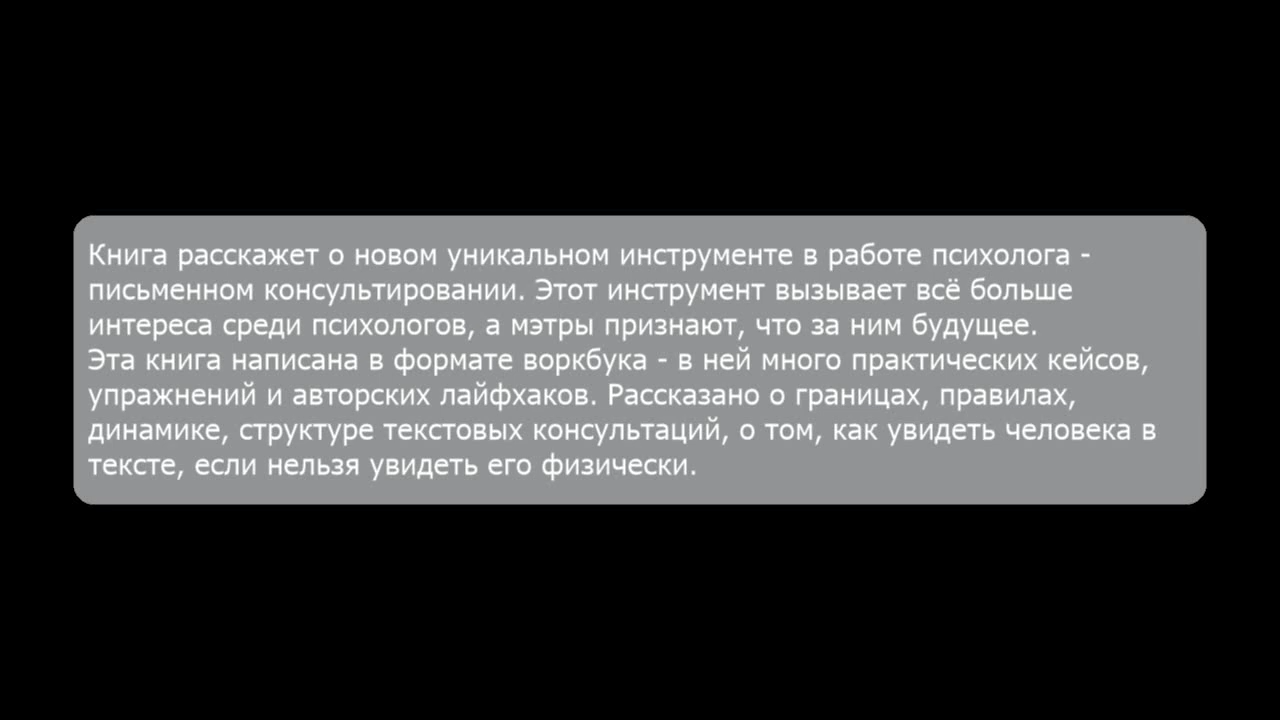 Книга расскажет о новом уникальном инструменте в работе психолога -
письменном консультировании. Этот инструмент вызывает всё больше
интереса среди психологов, а мэтры признают, что за ним будущее.
Эта книга написана в формате воркбука - в ней много практических кейсов,
упражнений и авторских лайфхаков. Рассказано о границах, правилах,
динамике, структуре текстовых консультаций, о том, как увидеть человека в
тексте, если нельзя увидеть его физически.